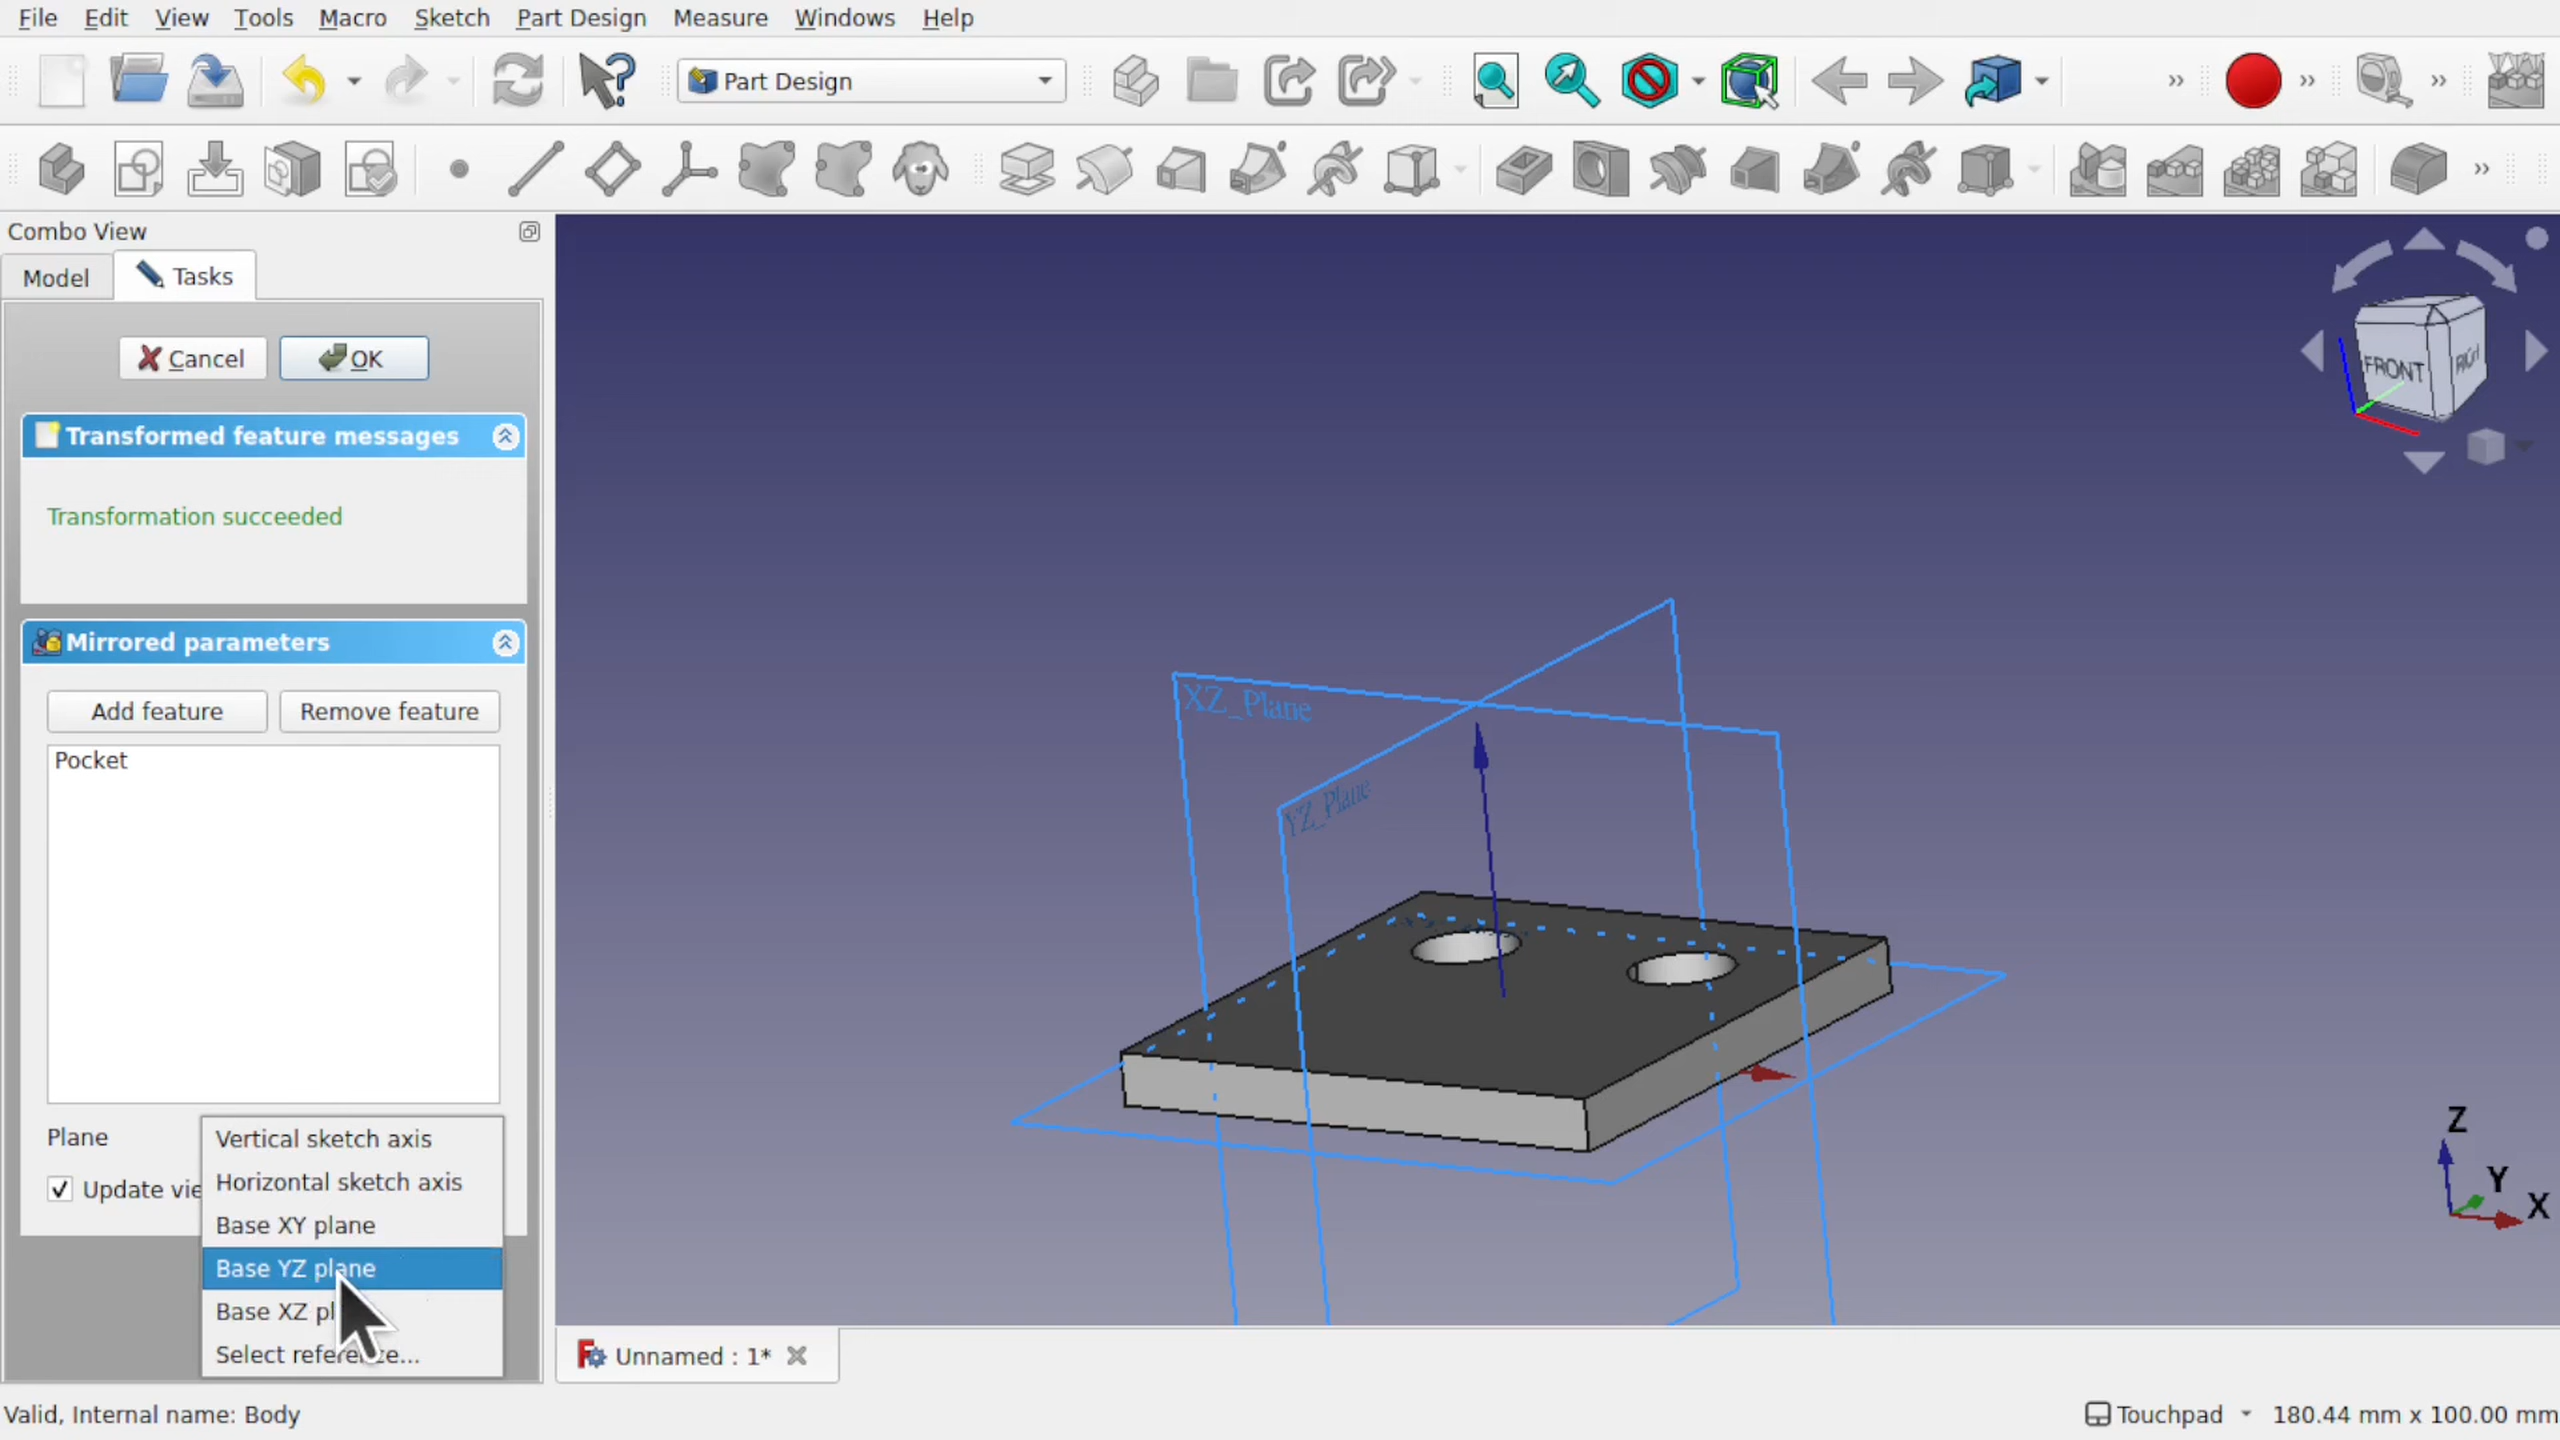 File Edit View Tools Macro Sketch Part Design Measure Windows Help
Part Design
Combo View
Model Tasks
Cancel OK
Transformed feature messages
Transformation succeeded
Mirrored parameters
Add feature Remove feature
Pocket
Plane
Vertical sketch axis
Horizontal sketch axis
Update vie
Base XY plane
Base YZ plane
Base XZ pl
Select reference...
FRONT
XZ_Plane
YZ_Plane
Z
Y
X
Unnamed : 1*
Valid, Internal name: Body
Touchpad 180.44 mm x 100.00 mm